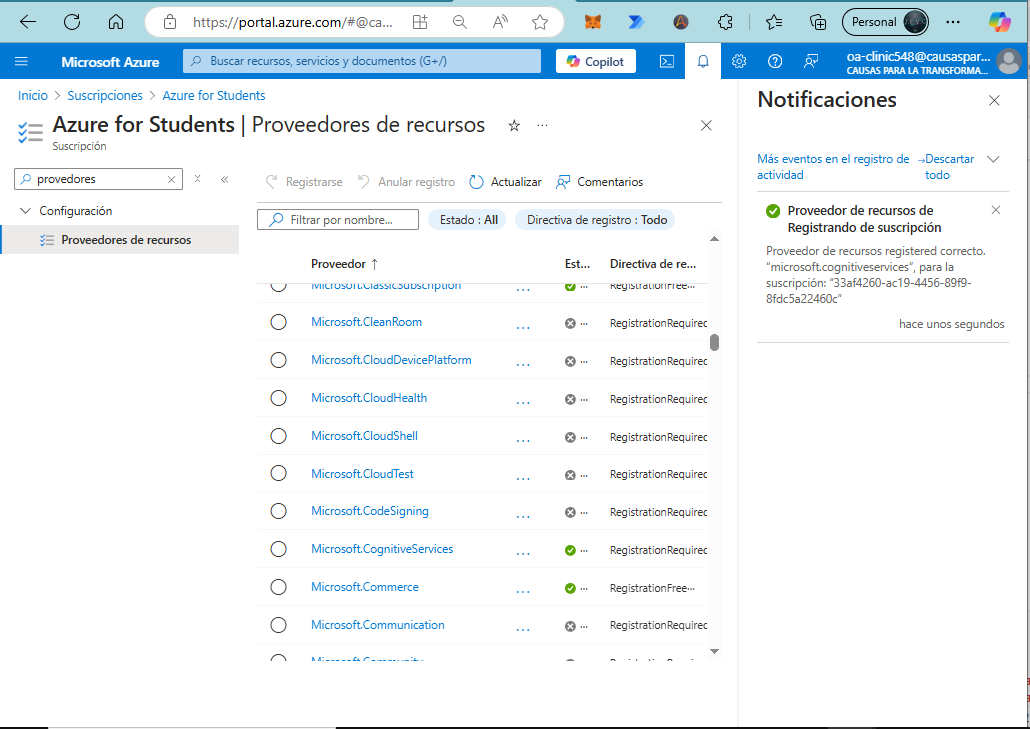 https://portal.azure.com/#@ca...
Personal
Microsoft Azure
Buscar recursos, servicios y documentos (G+/)
Copilot
oa-clinic548@causaspar...
CAUSAS PARA LA TRANSFORMA...
Inicio > Suscripciones > Azure for Students
Azure for Students | Proveedores de recursos
Suscripción
provedores
Configuración
Proveedores de recursos
Registrarse
Anular registro
Actualizar
Comentarios
Filtrar por nombre...
Estado : All
Directiva de registro : Todo
Proveedor ↑ Est... Directiva de re...
Microsoft.ClassicSubscription ... ... RegistrationFree...
Microsoft.CleanRoom ... ... RegistrationRequired
Microsoft.CloudDevicePlatform ... ... RegistrationRequired
Microsoft.CloudHealth ... ... RegistrationRequired
Microsoft.CloudShell ... ... RegistrationRequired
Microsoft.CloudTest ... ... RegistrationRequired
Microsoft.CodeSigning ... ... RegistrationRequired
Microsoft.CognitiveServices ... ... RegistrationRequired
Microsoft.Commerce ... ... RegistrationFree...
Microsoft.Communication ... ... RegistrationRequired
Microsoft.Community
Notificaciones
Más eventos en el registro de actividad →
Descartar todo
Proveedor de recursos de
Registrando de suscripción
Proveedor de recursos registered correcto.
"microsoft.cognitiveservices", para la
suscripción: "33af4260-ac19-4456-89f9-
8fdc5a22460c"
hace unos segundos